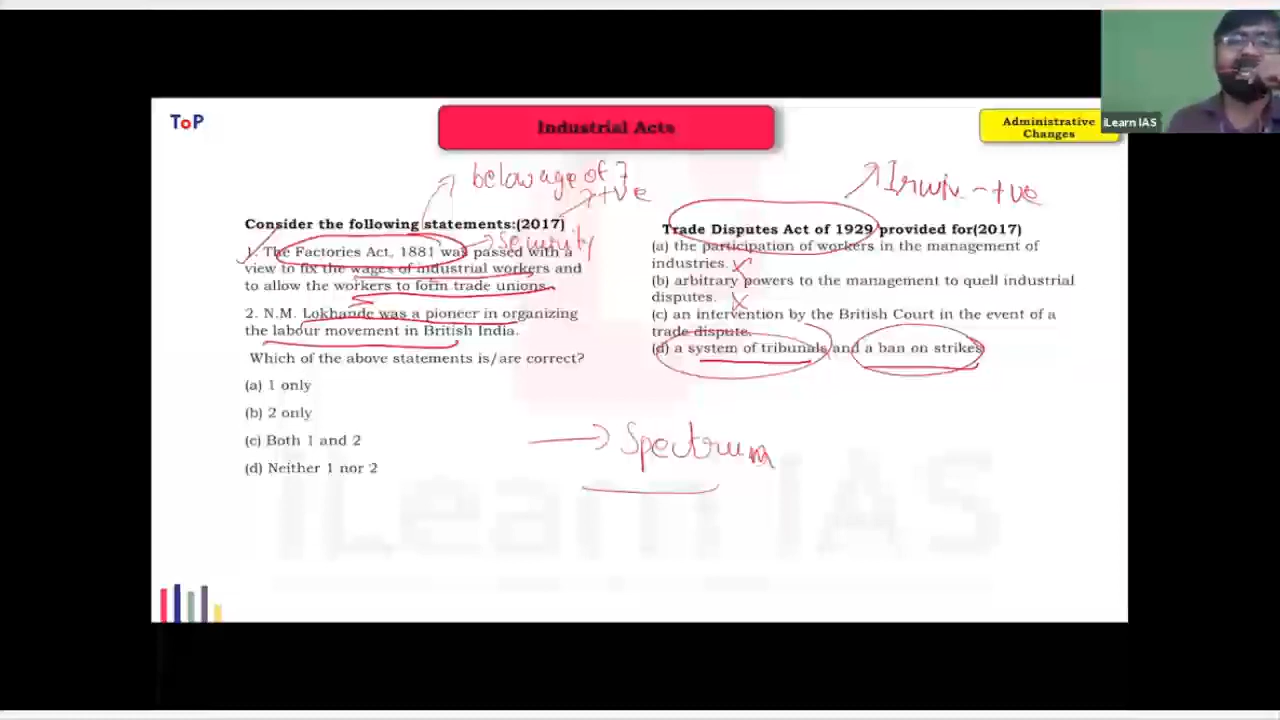 ToP
Industrial Acts
Administrative
Changes
iLearn IAS
below age of 7
+ve
Irwin - +ve
Consider the following statements:(2017)
security
1. The Factories Act, 1881 was passed with a
view to fix the wages of industrial workers and
to allow the workers to form trade unions.
2. N.M. Lokhande was a pioneer in organizing
the labour movement in British India.
Which of the above statements is/are correct?
(a) 1 only
(b) 2 only
(c) Both 1 and 2
(d) Neither 1 nor 2
Trade Disputes Act of 1929 provided for(2017)
(a) the participation of workers in the management of
industries.
(b) arbitrary powers to the management to quell industrial
disputes.
(c) an intervention by the British Court in the event of a
trade dispute.
(d) a system of tribunals and a ban on strikes
Spectrum
iLearn IAS